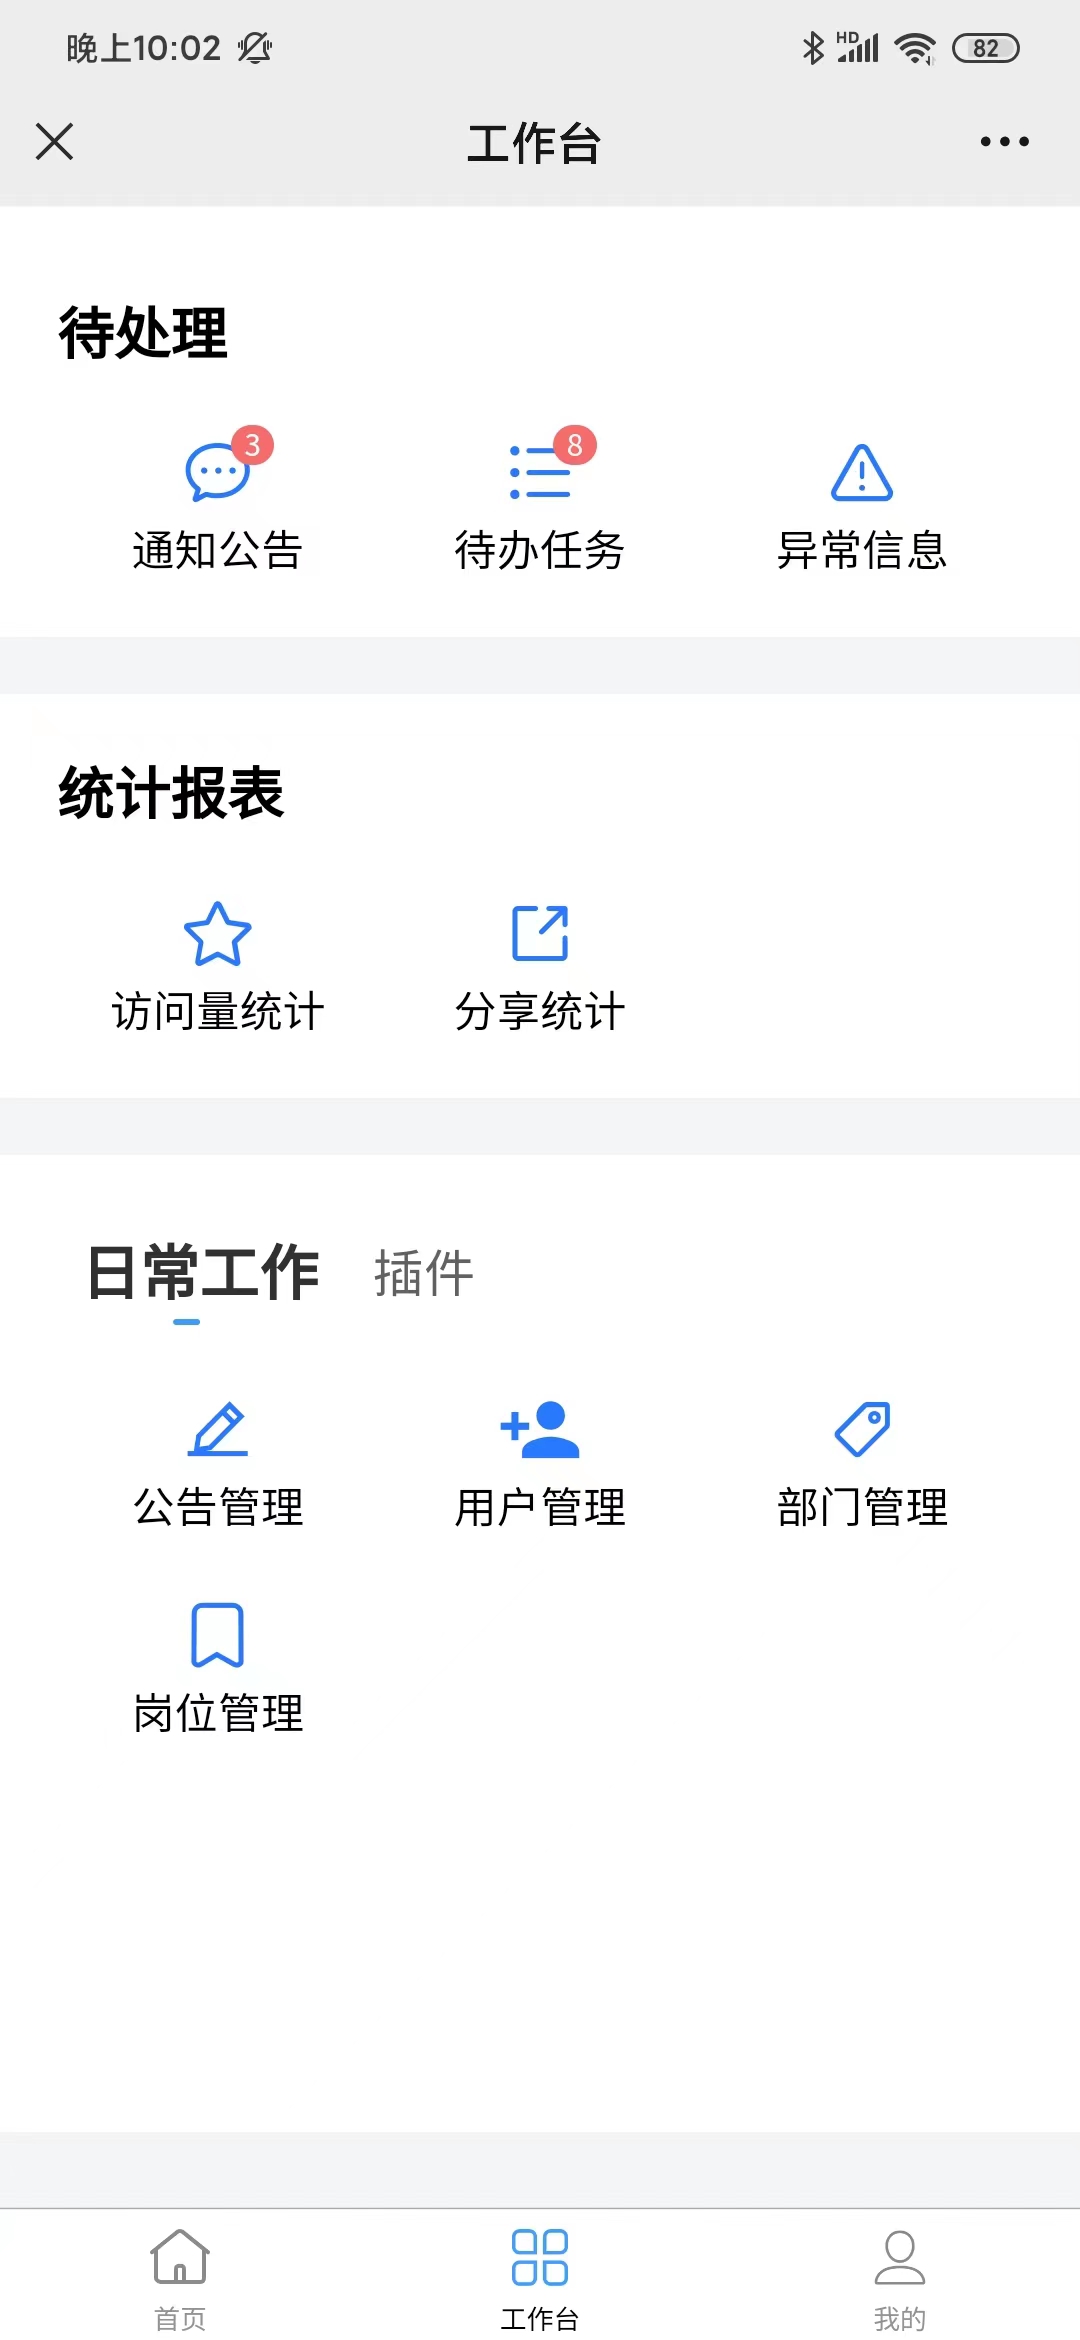 晚上10:02 HD 82
工作台
待处理
3 8
通知公告 待办任务 异常信息
统计报表
访问量统计 分享统计
日常工作 插件
公告管理 用户管理 部门管理
岗位管理
首页 工作台 我的